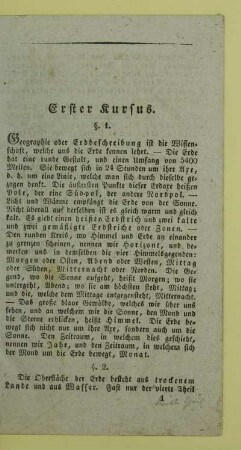 Erster Kursus.
§. 1.
Geographie oder Erdbeschreibung ist die Wissen-
schaft, welche uns die Erde kennen lehrt. — Die Erde
hat eine runde Gestalt, und einen Umfang von 5400
Meilen. Sie bewegt sich in 24 Stunden um ihre Axe,
d. h. um eine Linie, welche man sich durch dieselbe ge-
zogen denkt. Die äußersten Punkte dieser Erdaxe heißen
Pole, der eine Südpol, der andere Nordpol. —
Licht und Wärme empfängt die Erde von der Sonne.
Nicht überall auf derselben ist es gleich warm und gleich
kalt. Es giebt einen heißen Erdstrich und zwei kalte
und zwei gemäßigte Erdstriche oder Zonen. —
Den runden Kreis, wo Himmel und Erde an einander
zu grenzen scheinen, nennen wir Horizont, und be-
merken uns in demselben die vier Himmelsgegenden:
Morgen oder Osten, Abend oder Westen, Mittag
oder Süden, Mitternacht oder Norden. Die Ge-
gend, wo die Sonne aufgeht, heißt Morgen; wo sie
untergeht, Abend; wo sie am höchsten steht, Mittag;
und die, welche dem Mittage entgegensteht, Mitternacht.
— Das große blaue Gewölbe, welches wir über uns
sehen, und an welchem wir die Sonne, den Mond und
die Sterne erblicken, heißt Himmel. Die Erde be-
wegt sich nicht nur um ihre Axe, sondern auch um die
Sonne. Den Zeitraum, in welchem dies geschieht,
nennen wir Jahr, und den Zeitraum, in welchem sich
der Mond um die Erde bewegt, Monat.
§. 2.
Die Oberfläche der Erde besteht aus trockenem
Lande und aus Wasser. Fast nur der vierte Theil
1